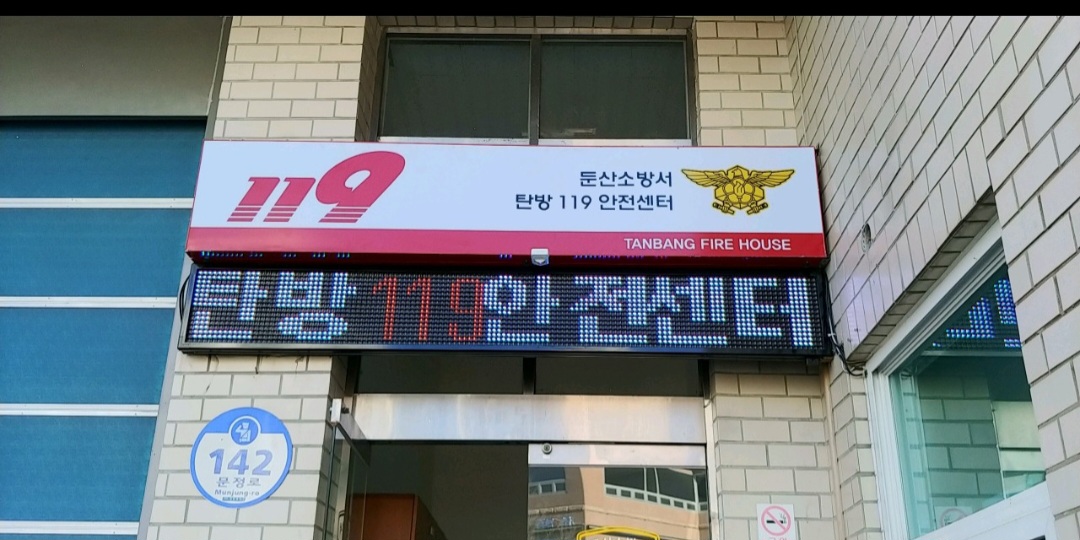 119
둔산소방서
탄방 119 안전센터
TANBANG FIRE HOUSE
탄방119안전센터
142
문정로
Munjung-ro